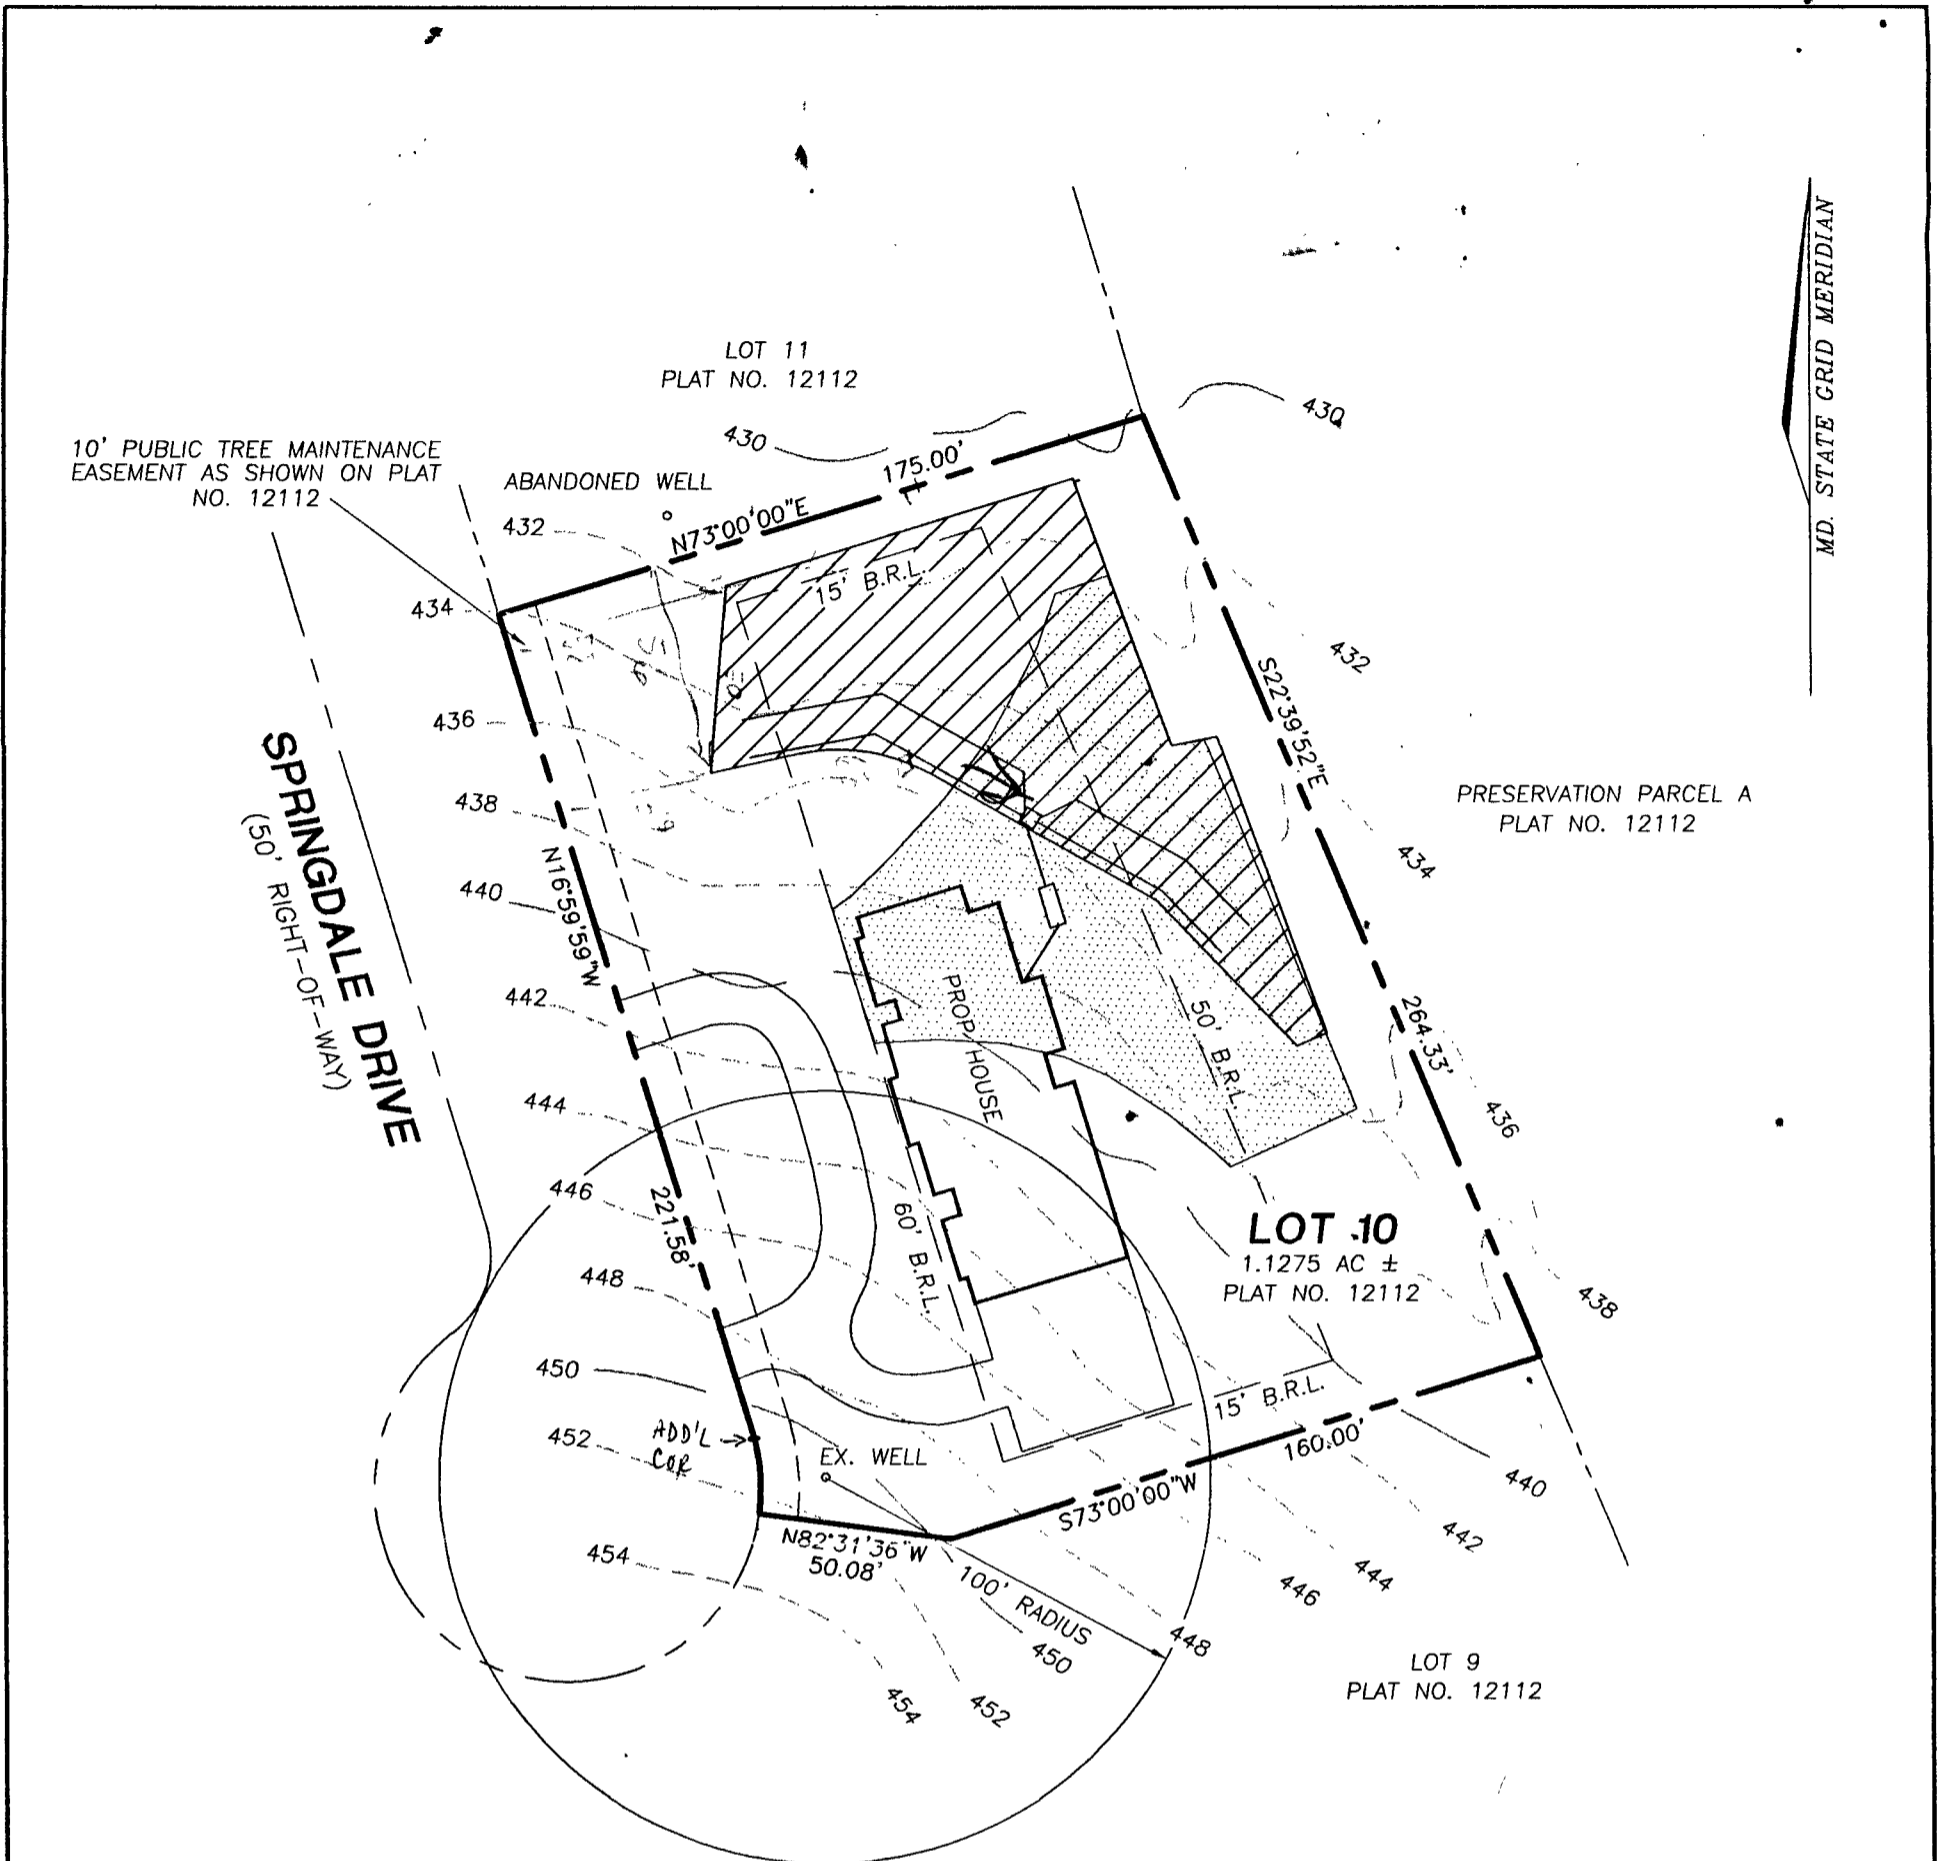 MD. STATE GRID MERIDIAN
LOT 11
PLAT NO. 12112
430
430
10' PUBLIC TREE MAINTENANCE
EASEMENT AS SHOWN ON PLAT
NO. 12112
ABANDONED WELL
175.00'
N73°00'00"E
432
434
15' B.R.L.
432
S22°39'52"E
436
SPRINGDALE DRIVE
(50' RIGHT-OF-WAY)
438
PRESERVATION PARCEL A
PLAT NO. 12112
434
N16°59'59"W
440
442
PROP. HOUSE
50' B.R.L.
264.33'
444
436
446
221.58'
60' B.R.L.
LOT 10
1.1275 AC ±
PLAT NO. 12112
448
438
450
15' B.R.L.
160.00'
452
ADD'L
COR
EX. WELL
S73°00'00"W
440
N82°31'36"W
50.08'
442
454
100' RADIUS
444
446
448
450
452
454
LOT 9
PLAT NO. 12112